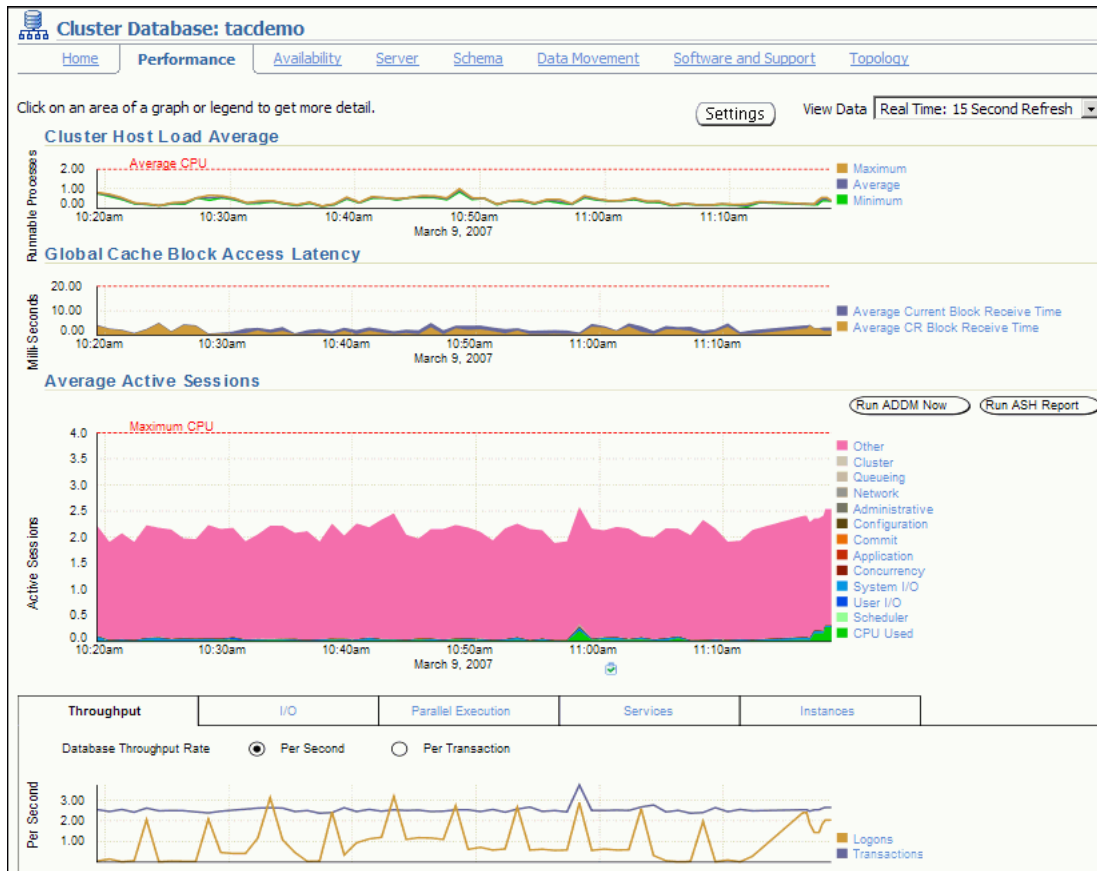 Cluster Database: tacdemo
Home Performance Availability Server Schema Data Movement Software and Support Topology
Click on an area of a graph or legend to get more detail.
Settings
View Data Real Time: 15 Second Refresh
Cluster Host Load Average
Runnable Processes
2.00
1.00
0.00
Average CPU
10:20am 10:30am 10:40am 10:50am 11:00am 11:10am
March 9, 2007
Maximum
Average
Minimum
Global Cache Block Access Latency
Milli-Seconds
20.00
10.00
0.00
10:20am 10:30am 10:40am 10:50am 11:00am 11:10am
March 9, 2007
Average Current Block Receive Time
Average CR Block Receive Time
Average Active Sessions
Run ADDM Now
Run ASH Report
Active Sessions
Maximum CPU
4.0
3.5
3.0
2.5
2.0
1.5
1.0
0.5
0.0
10:20am 10:30am 10:40am 10:50am 11:00am 11:10am
March 9, 2007
Other
Cluster
Queueing
Network
Administrative
Configuration
Commit
Application
Concurrency
System I/O
User I/O
Scheduler
CPU Used
Throughput I/O Parallel Execution Services Instances
Database Throughput Rate Per Second Per Transaction
Per Second
3.00
2.00
1.00
Logons
Transactions